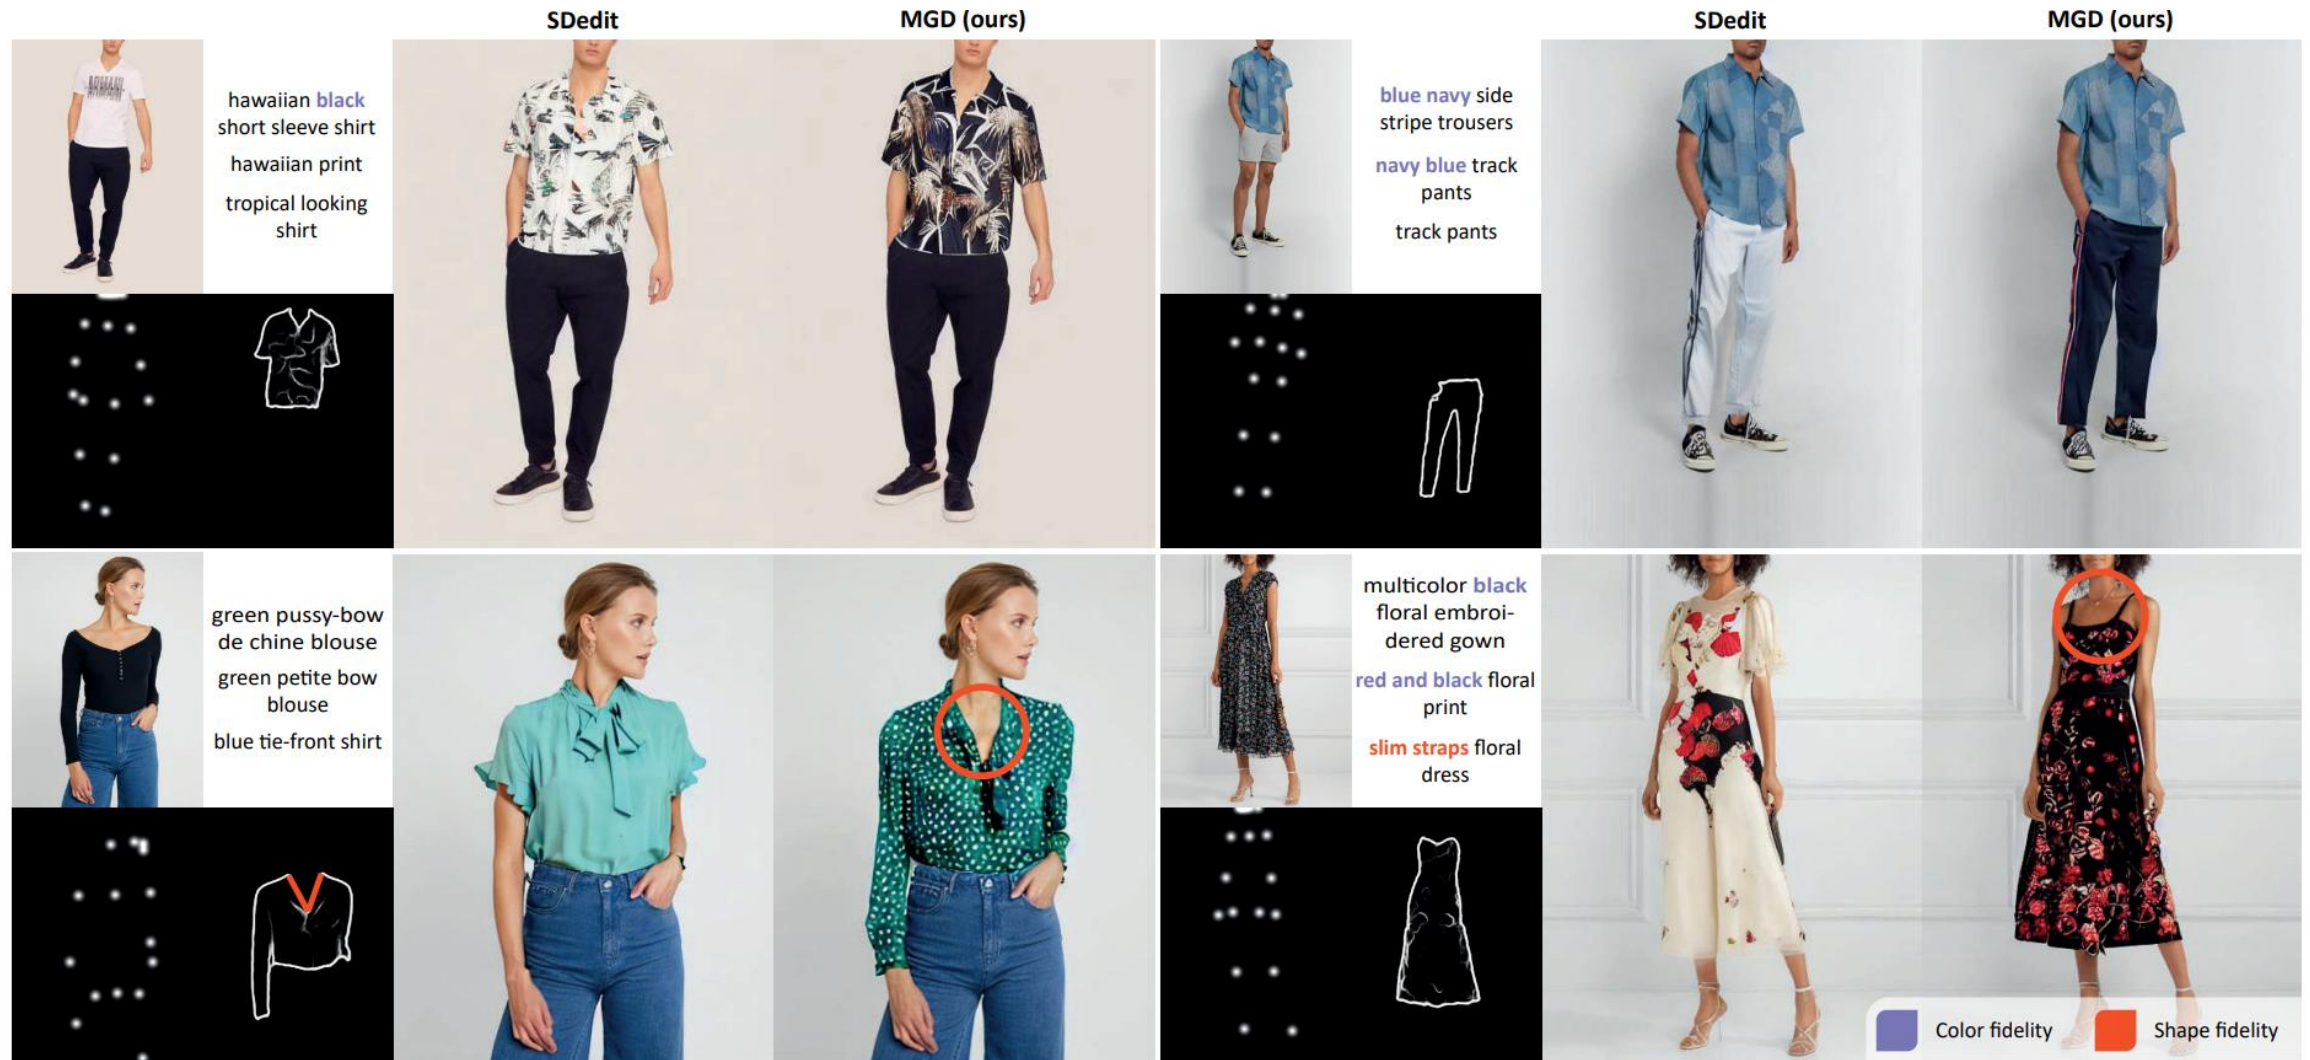 SDedit
MGD (ours)
SDedit
MGD (ours)
ARMANI
hawaiian black
short sleeve shirt
hawaiian print
tropical looking
shirt
blue navy side
stripe trousers
navy blue track
pants
track pants
green pussy-bow
de chine blouse
green petite bow
blouse
blue tie-front shirt
multicolor black
floral embroi-
dered gown
red and black floral
print
slim straps floral
dress
Color fidelity
Shape fidelity